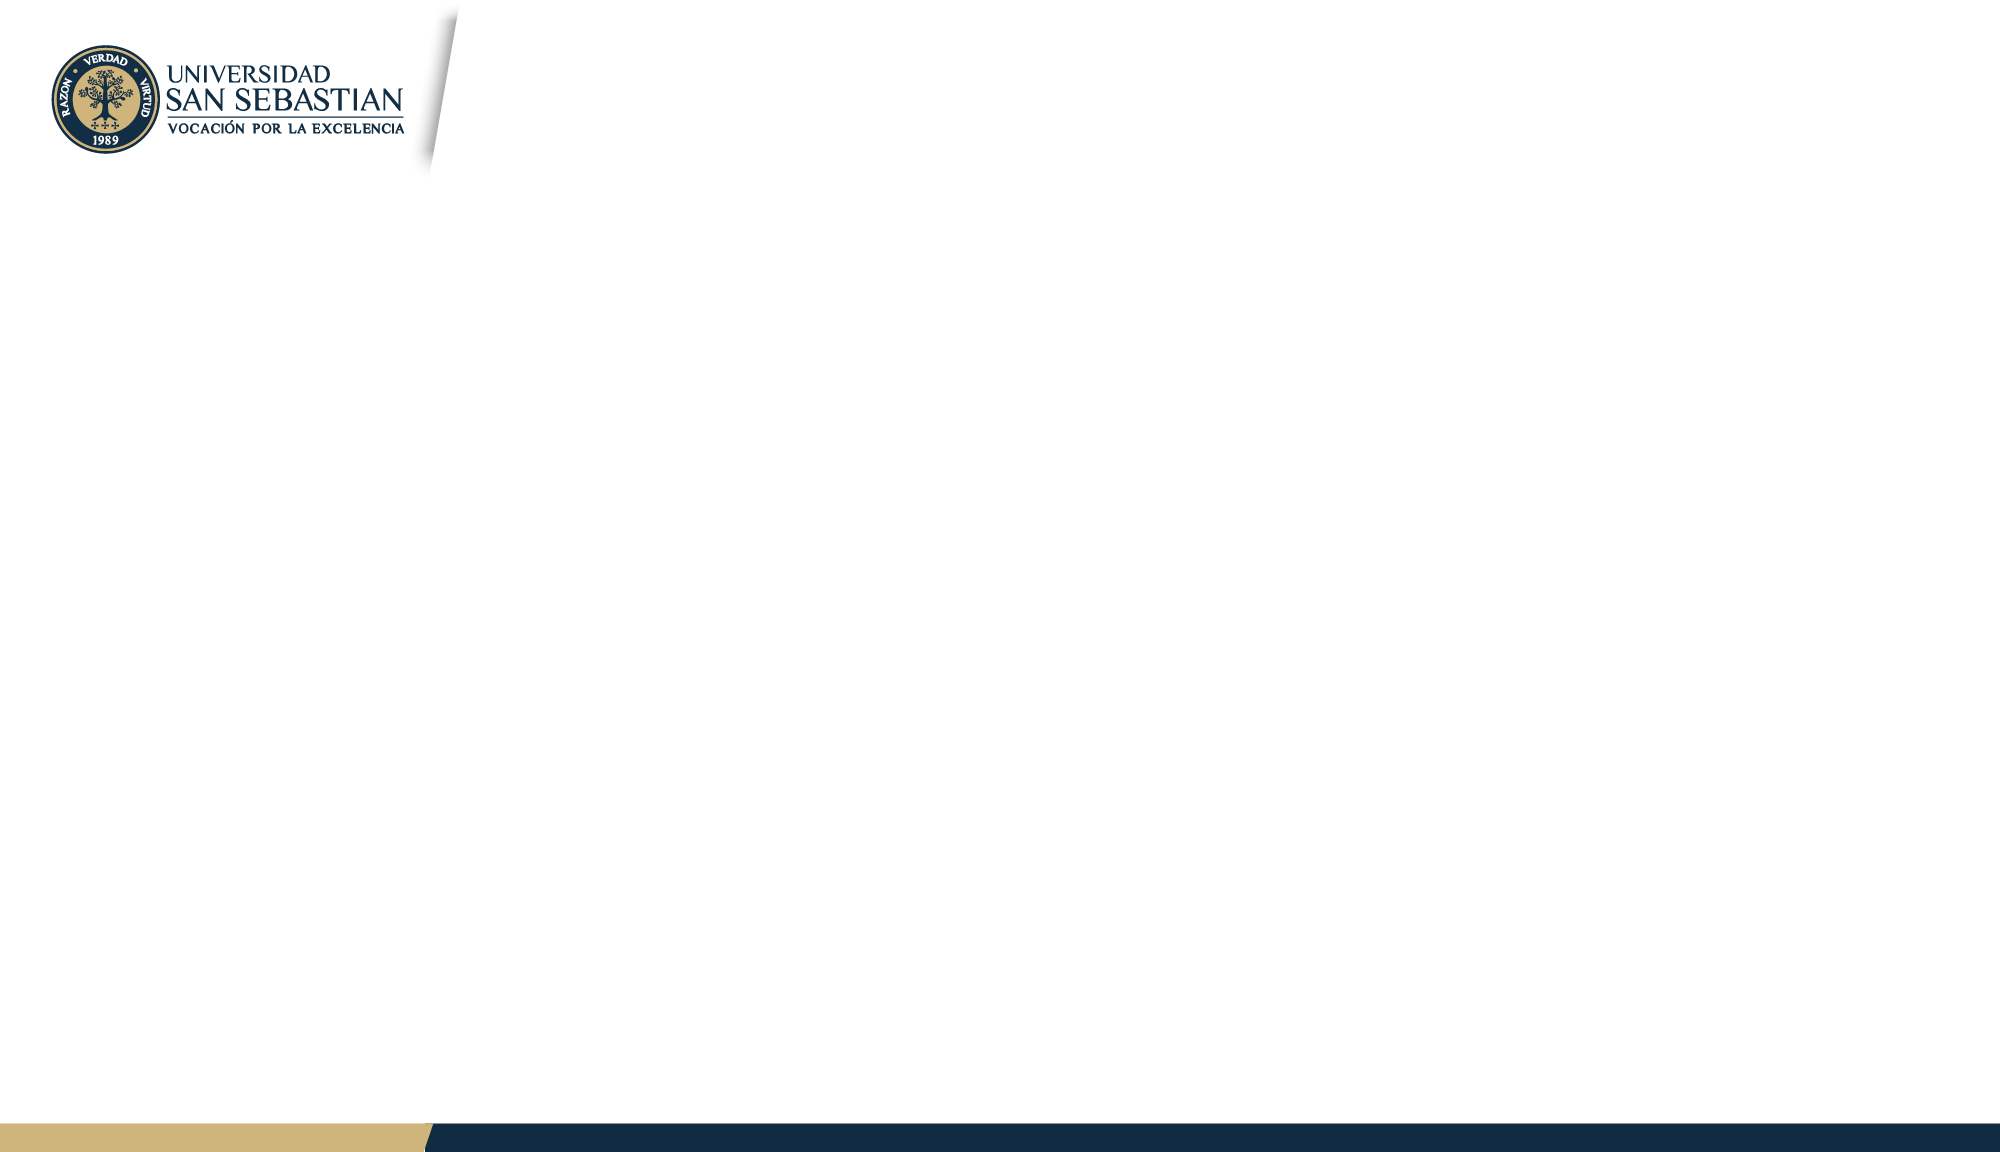 RAZON VERDAD VIRTUD
1989
UNIVERSIDAD
SAN SEBASTIAN
VOCACIÓN POR LA EXCELENCIA